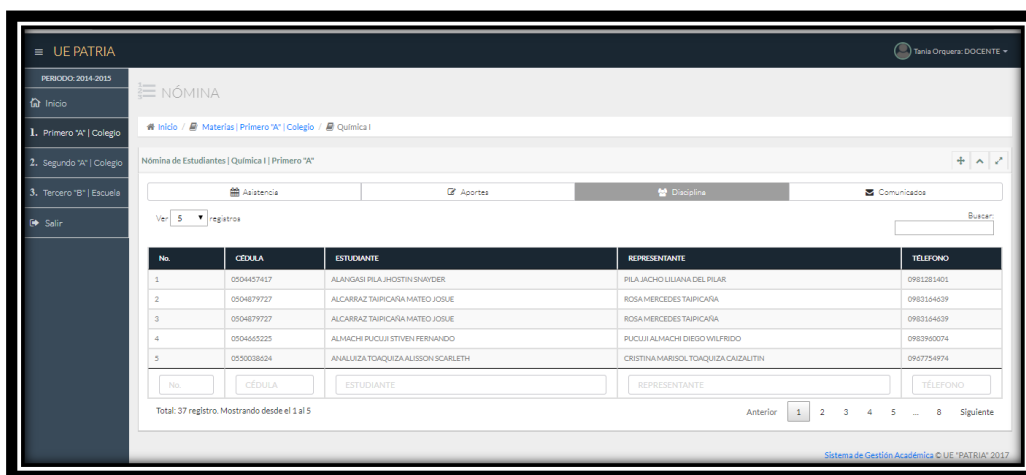 ≡ UE PATRIA
Tania Orquera: DOCENTE
PERIODO: 2014-2015
Inicio
1. Primero "A" | Colegio
2. Segundo "A" | Colegio
3. Tercero "B" | Escuela
Salir
NÓMINA
Inicio / Materias | Primero "A" | Colegio / Química I
Nómina de Estudiantes | Química I | Primero "A"
Asistencia Aportes Disciplina Comunicados
Ver 5 registros
Buscar:
No. CÉDULA ESTUDIANTE REPRESENTANTE TÉLEFONO
1 0504457417 ALANGASI PILA JHOSTIN SNAYDER PILA JACHO LILIANA DEL PILAR 0981281401
2 0504879727 ALCARRAZ TAIPICAÑA MATEO JOSUE ROSA MERCEDES TAIPICAÑA 0983164639
3 0504879727 ALCARRAZ TAIPICAÑA MATEO JOSUE ROSA MERCEDES TAIPICAÑA 0983164639
4 0504665225 ALMACHI PUCUJI STIVEN FERNANDO PUCUJI ALMACHI DIEGO WILFRIDO 0983960074
5 0550038624 ANALUIZA TOAQUIZA ALISSON SCARLETH CRISTINA MARISOL TOAQUIZA CAIZALITIN 0967754974
No. CÉDULA ESTUDIANTE REPRESENTANTE TÉLEFONO
Total: 37 registro. Mostrando desde el 1 al 5
Anterior 1 2 3 4 5 ... 8 Siguiente
Sistema de Gestión Académica © UE "PATRIA" 2017